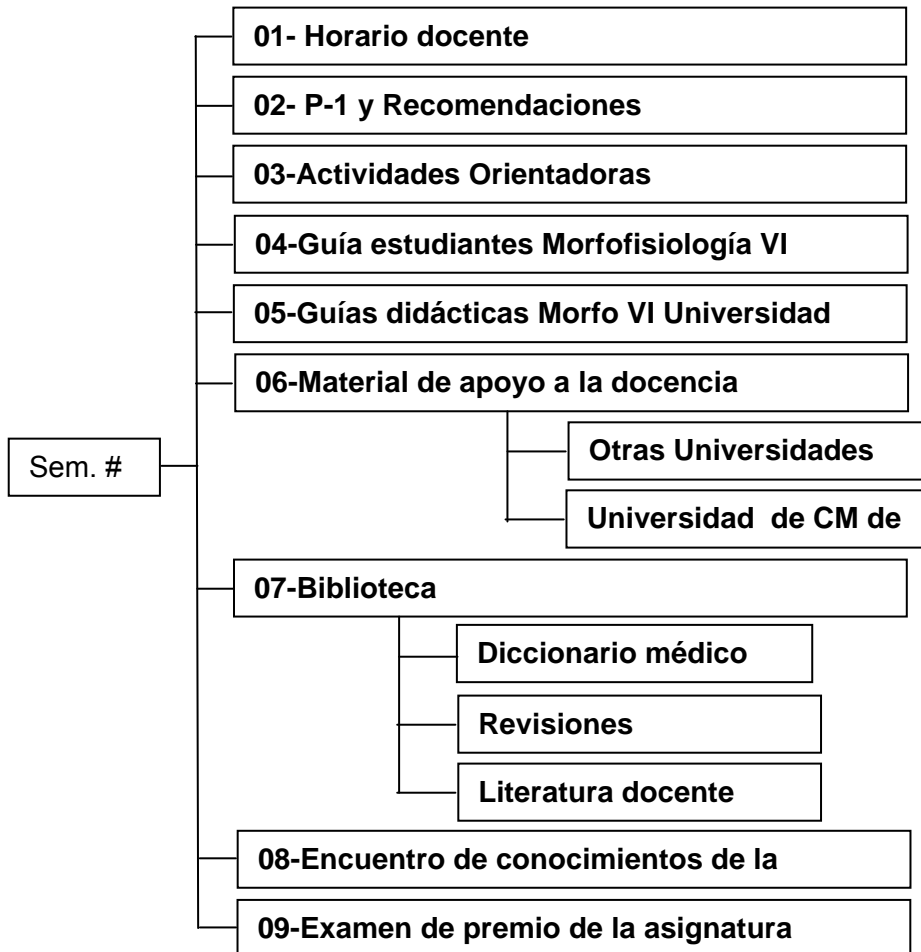 01- Horario docente
02- P-1 y Recomendaciones
03-Actividades Orientadoras
04-Guía estudiantes Morfofisiología VI
05-Guías didácticas Morfo VI Universidad
06-Material de apoyo a la docencia
Sem. #
Otras Universidades
Universidad de CM de
07-Biblioteca
Diccionario médico
Revisiones
Literatura docente
08-Encuentro de conocimientos de la
09-Examen de premio de la asignatura